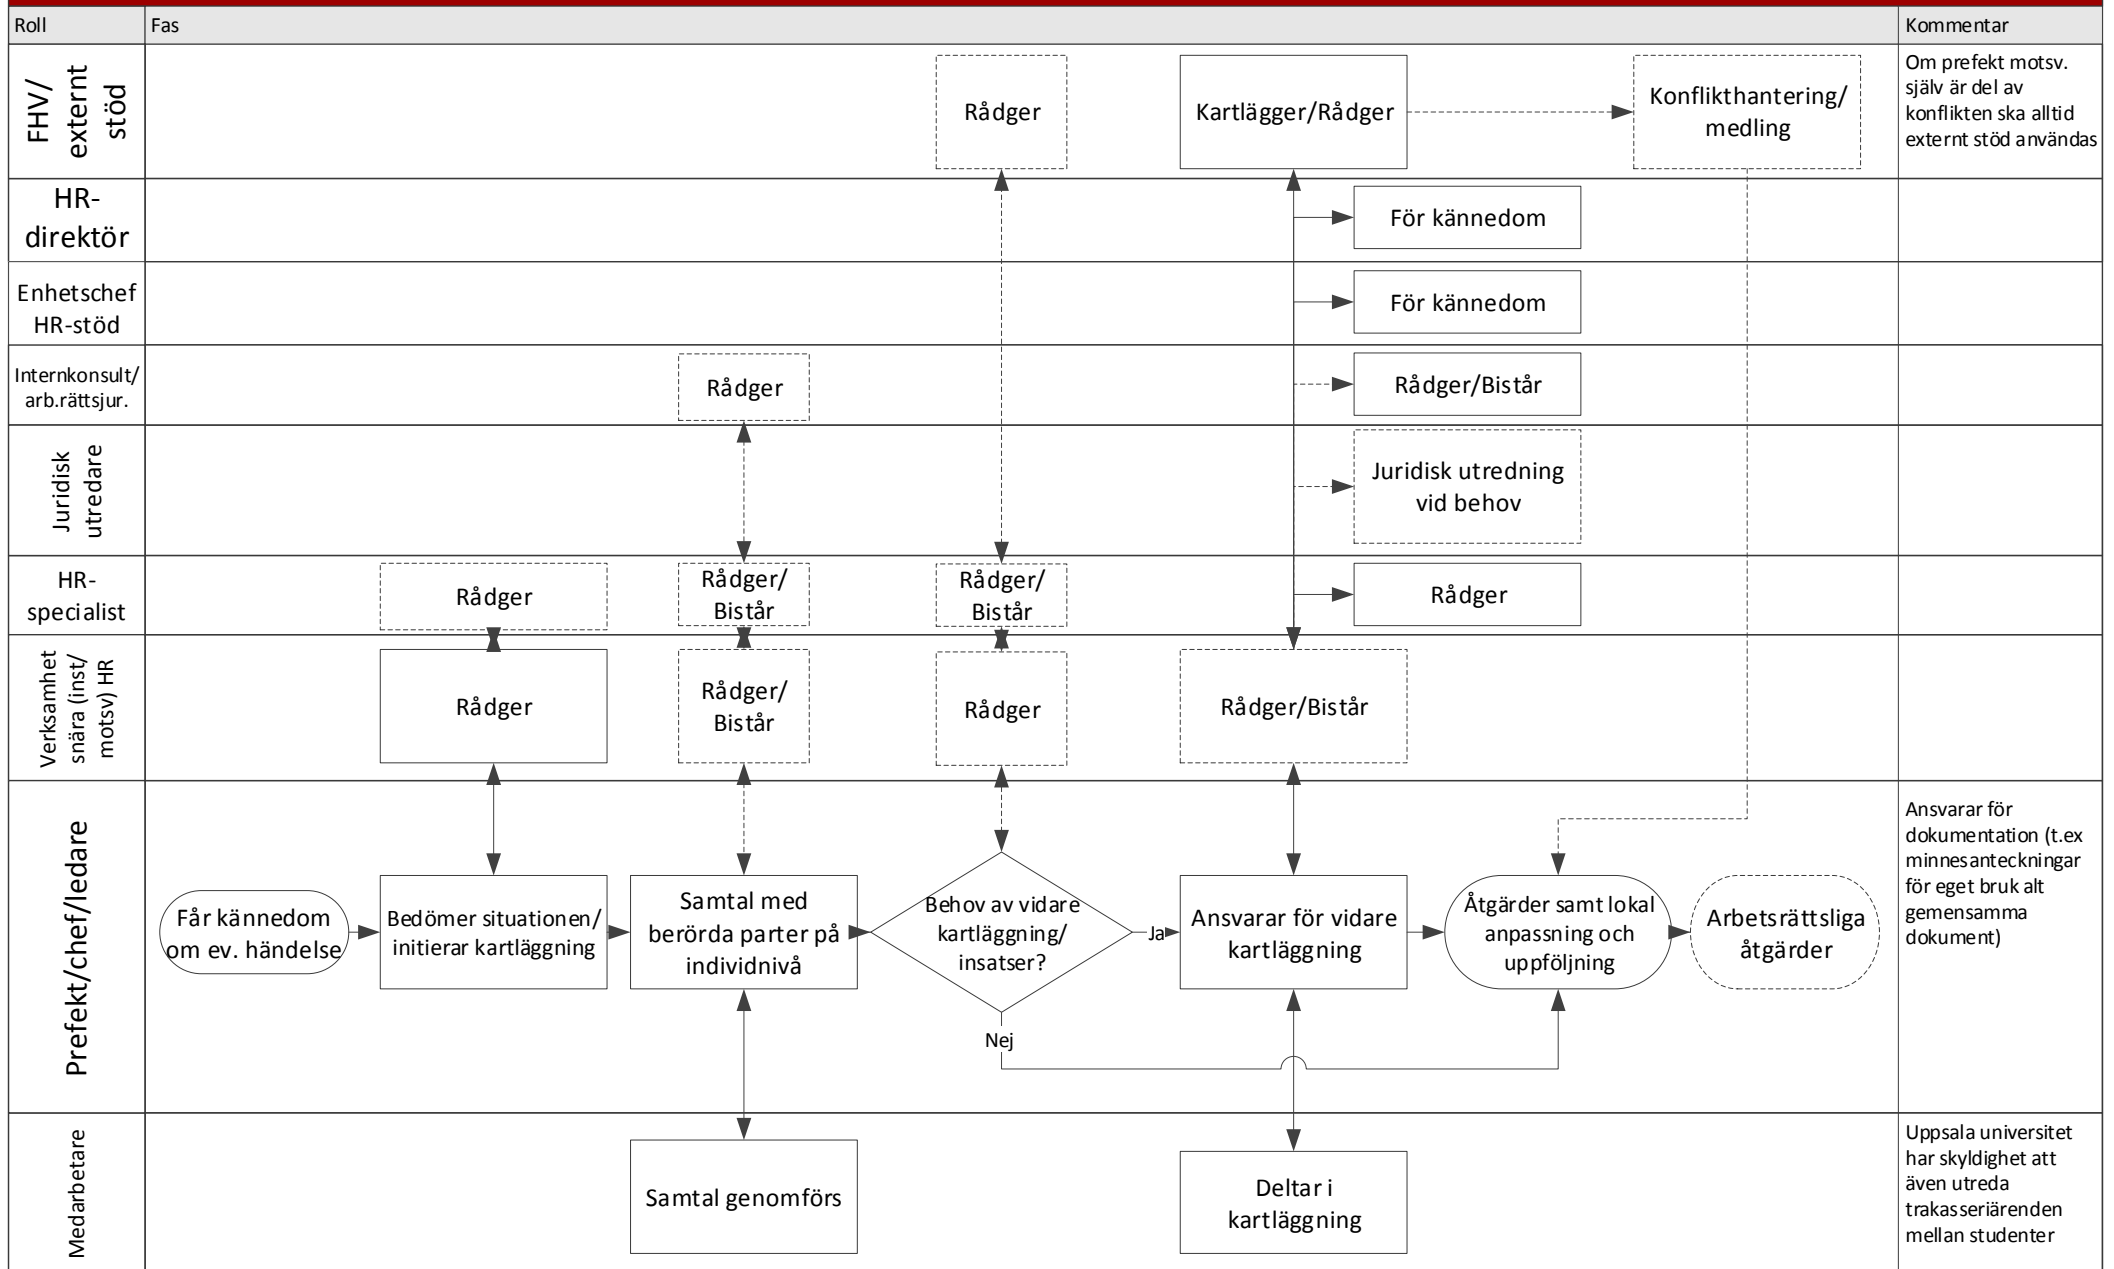 Roll
Fas
Kommentar
FHV/
externt
stöd
Rådger
Kartlägger/Rådger
Konflikthantering/
medling
Om prefekt motsv.
själv är del av
konflikten ska alltid
externt stöd användas
HR-
direktör
För kännedom
Enhetschef
HR-stöd
För kännedom
Internkonsult/
arb.rättsjur.
Rådger
Rådger/Bistår
Juridisk
utredare
Juridisk utredning
vid behov
HR-
specialist
Rådger
Rådger/
Bistår
Rådger/
Bistår
Rådger
Verksamhet
snära (inst/
motsv) HR
Rådger
Rådger/
Bistår
Rådger
Rådger/Bistår
Prefekt/chef/ledare
Får kännedom
om ev. händelse
Bedömer situationen/
initierar kartläggning
Samtal med
berörda parter på
individnivå
Behov av vidare
kartläggning/
insatser?
Ja
Nej
Ansvarar för vidare
kartläggning
Åtgärder samt lokal
anpassning och
uppföljning
Arbetsrättsliga
åtgärder
Ansvarar för
dokumentation (t.ex
minnesanteckningar
för eget bruk alt
gemensamma
dokument)
Medarbetare
Samtal genomförs
Deltar i
kartläggning
Uppsala universitet
har skyldighet att
även utreda
trakasseriärenden
mellan studenter